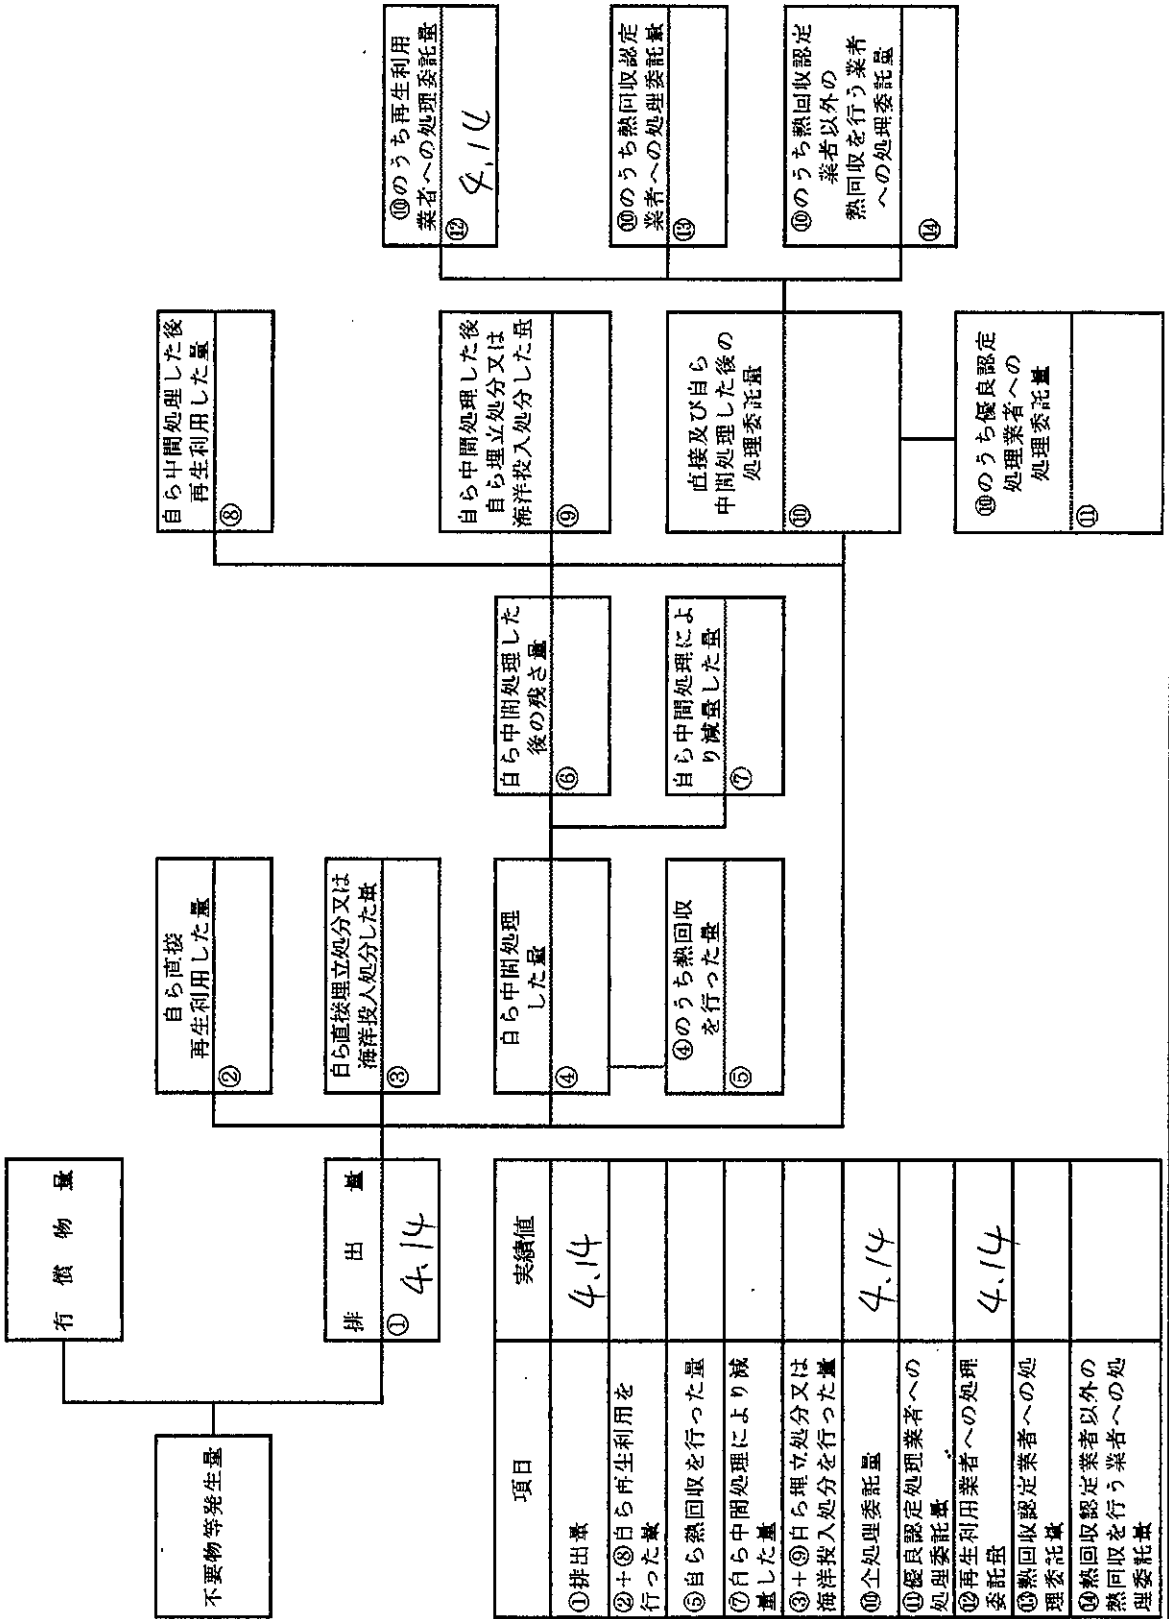 不要物等発生量
有償物量
排出量
① 4.14
自ら直接
再生利用した量
②
自ら直接埋立処分又は
海洋投入処分した量
③
自ら中間処理
した量
④
④のうち熱回収
を行った量
⑤
自ら中間処理した
後の残さ量
⑥
自ら中間処理によ
り減量した量
⑦
自ら中間処理した後
再生利用した量
⑧
自ら中間処理した後
自ら埋立処分又は
海洋投入処分した量
⑨
直接及び自ら
中間処理した後の
処理委託量
⑩
⑩のうち優良認定
処理業者への
処理委託量
⑪
⑩のうち再生利用
業者への処理委託量
⑫ 4.14
⑩のうち熱回収認定
業者への処理委託量
⑬
⑩のうち熱回収認定
業者以外の
熱回収を行う業者
への処理委託量
⑭
項目 実績値
①排出量 4.14
②+⑧自ら再生利用を
行った量
⑤自ら熱回収を行った量
⑦自ら中間処理により減
量した量
③+⑨自ら埋立処分又は
海洋投入処分を行った量
⑩全処理委託量 4.14
⑪優良認定処理業者への
処理委託量
⑫再生利用業者への処理
委託量 4.14
⑬熱回収認定業者への処
理委託量
⑭熱回収認定業者以外の
熱回収を行う業者への処
理委託量